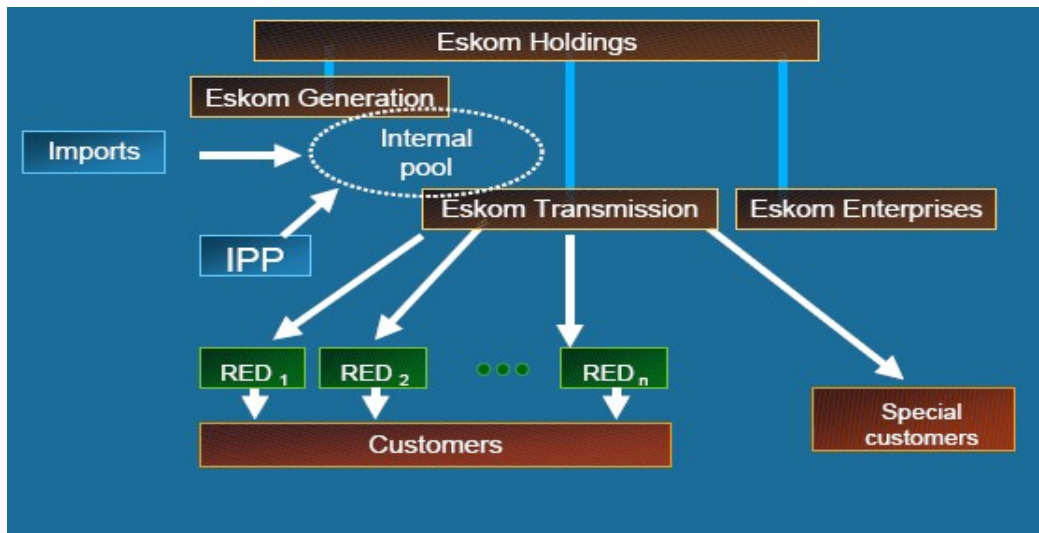 Eskom Holdings
Eskom Generation
Imports
Internal
pool
Eskom Transmission
Eskom Enterprises
IPP
RED 1
RED 2
RED n
Special
customers
Customers